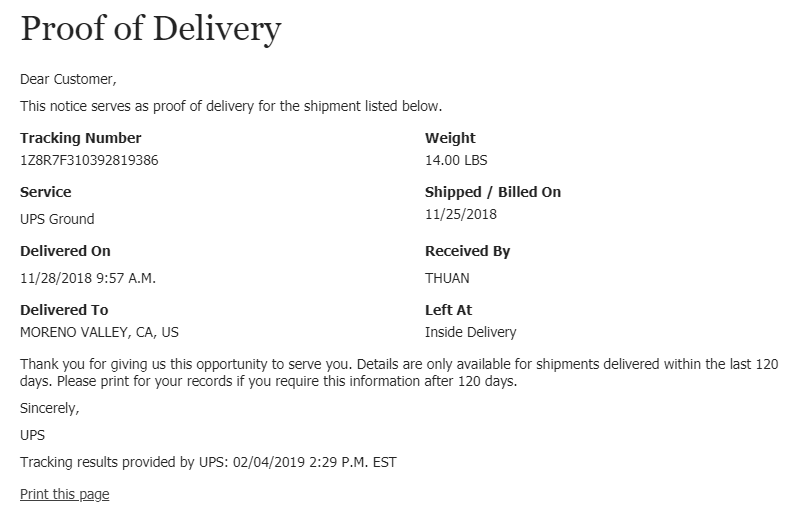 Proof of Delivery
Dear Customer,
This notice serves as proof of delivery for the shipment listed below.
Tracking Number
1Z8R7F310392819386
Weight
14.00 LBS
Service
UPS Ground
Shipped / Billed On
11/25/2018
Delivered On
11/28/2018 9:57 A.M.
Received By
THUAN
Delivered To
MORENO VALLEY, CA, US
Left At
Inside Delivery
Thank you for giving us this opportunity to serve you. Details are only available for shipments delivered within the last 120
days. Please print for your records if you require this information after 120 days.
Sincerely,
UPS
Tracking results provided by UPS: 02/04/2019 2:29 P.M. EST
Print this page